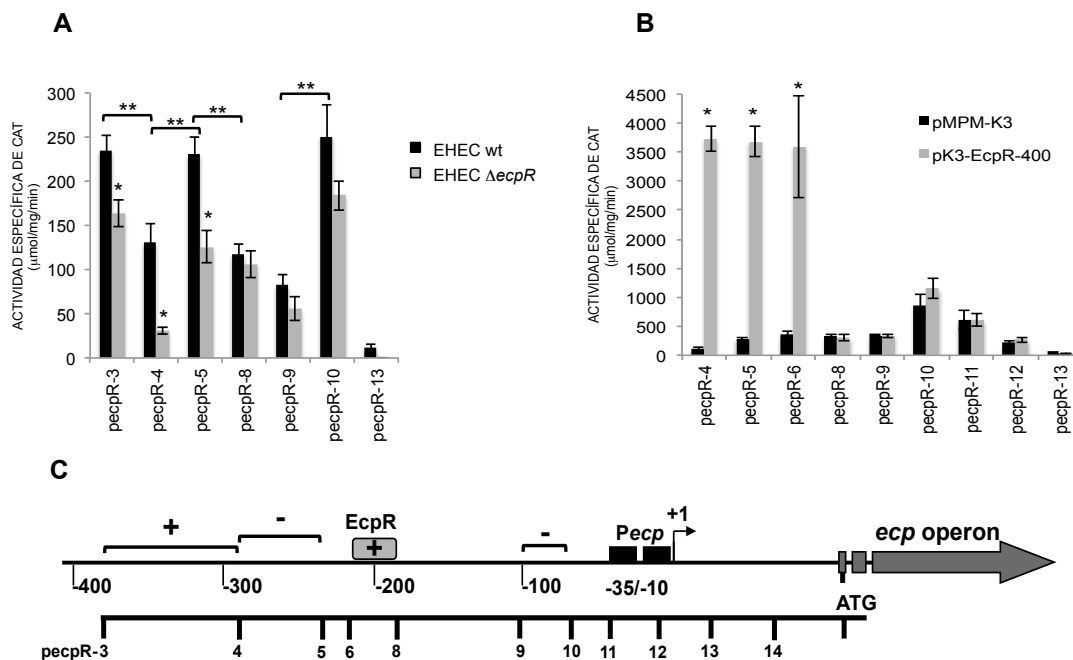 A
ACTIVIDAD ESPECÍFICA DE CAT
(μmol/mg/min)
300
250
200
150
100
50
0
**
**
**
**
*
*
*
pecpR-3
pecpR-4
pecpR-5
pecpR-8
pecpR-9
pecpR-10
pecpR-13
EHEC wt
EHEC ΔecpR
B
ACTIVIDAD ESPECÍFICA DE CAT
(μmol/mg/min)
4500
4000
3500
3000
2500
2000
1500
1000
500
0
*
*
*
pecpR-4
pecpR-5
pecpR-6
pecpR-8
pecpR-9
pecpR-10
pecpR-11
pecpR-12
pecpR-13
pMPM-K3
pK3-EcpR-400
C
+
-
EcpR
+
-
Pecp
+1
ecp operon
-400
-300
-200
-100
-35/-10
ATG
pecpR-3 4 5 6 8 9 10 11 12 13 14